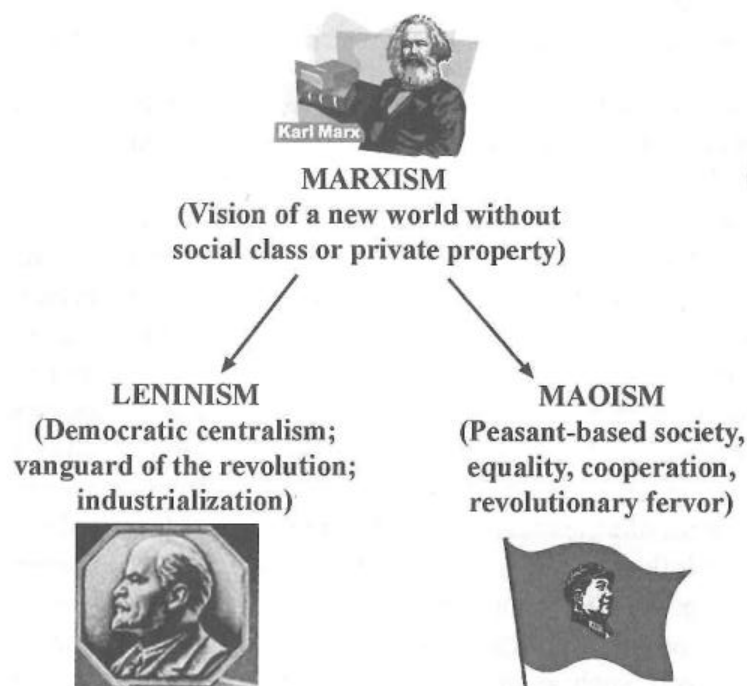 Karl Marx
MARXISM
(Vision of a new world without
social class or private property)
LENINISM
(Democratic centralism;
vanguard of the revolution;
industrialization)
MAOISM
(Peasant-based society,
equality, cooperation,
revolutionary fervor)